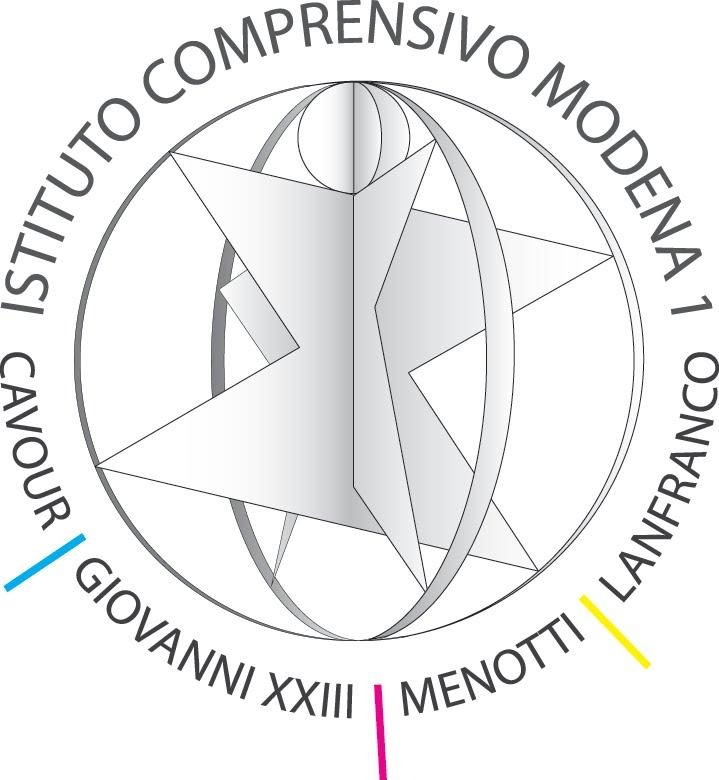 ISTITUTO COMPRENSIVO MODENA 1
CAVOUR
GIOVANNI XXIII
MENOTTI
LANFRANCO